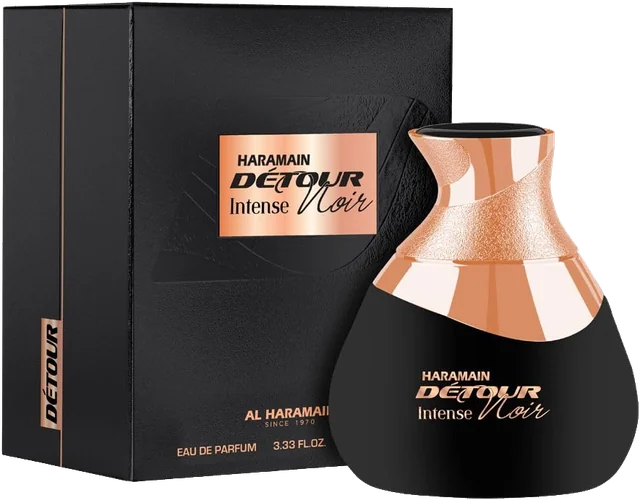 HARAMAIN
DÉTOUR
Intense Noir
DÉTOUR
AL HARAMAIN
SINCE 1970
EAU DE PARFUM 3.33 FL.OZ.
HARAMAIN
DÉTOUR
Intense Noir